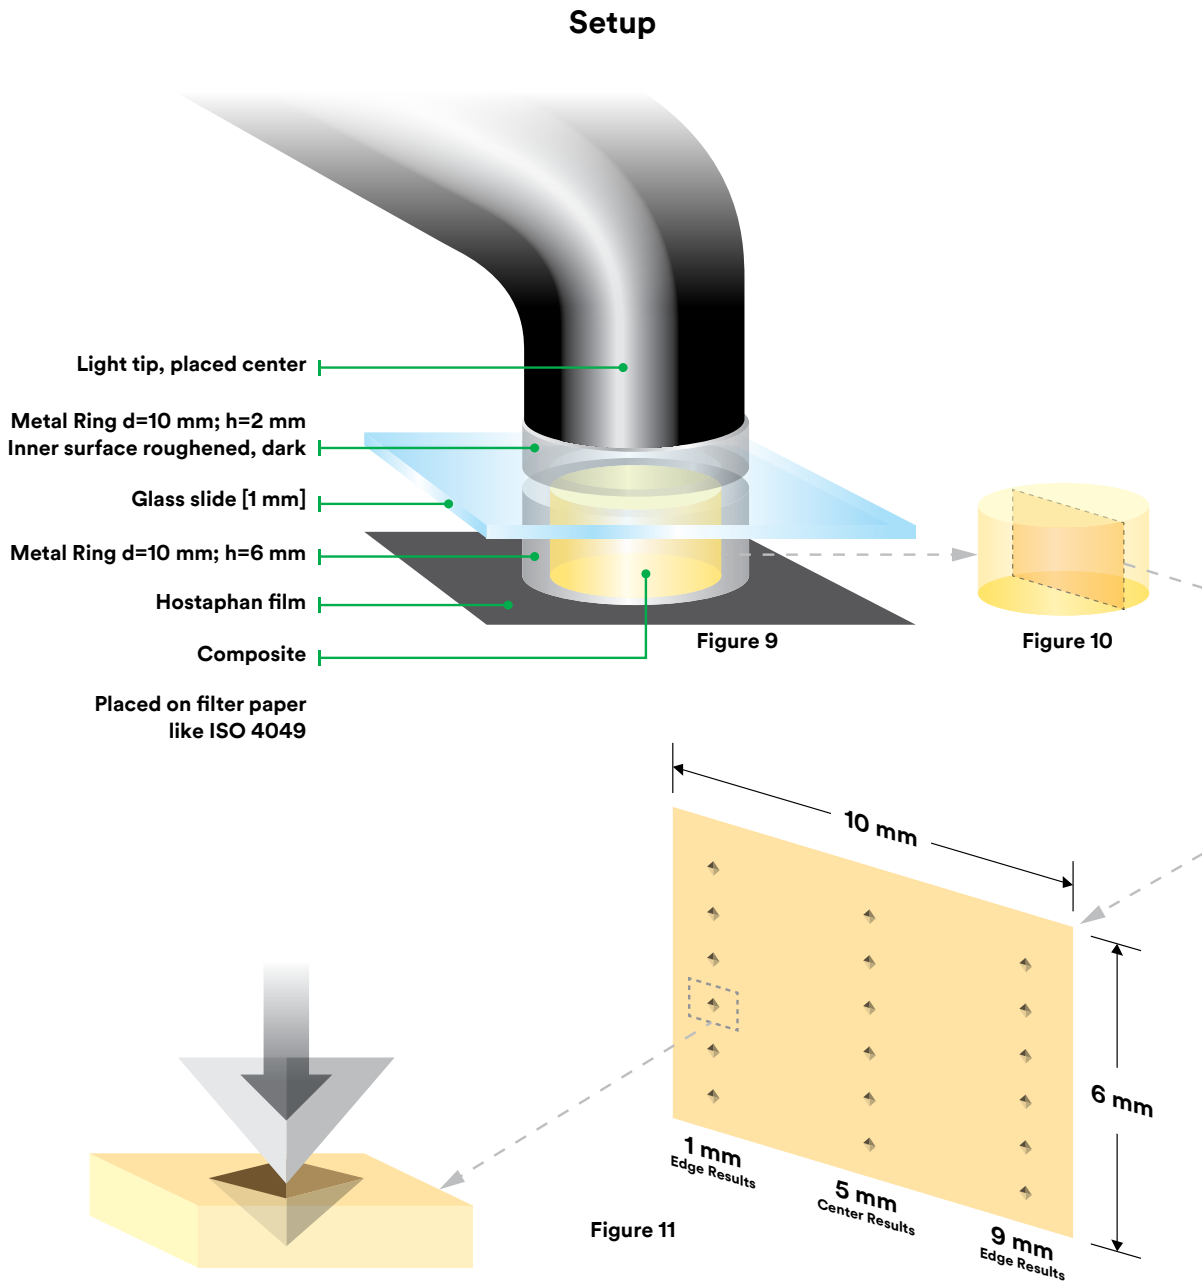 Setup
Light tip, placed center
Metal Ring d=10 mm; h=2 mm
Inner surface roughened, dark
Glass slide [1 mm]
Metal Ring d=10 mm; h=6 mm
Hostaphan film
Composite
Placed on filter paper
like ISO 4049
Figure 9
Figure 10
10 mm
6 mm
1 mm
Edge Results
5 mm
Center Results
9 mm
Edge Results
Figure 11